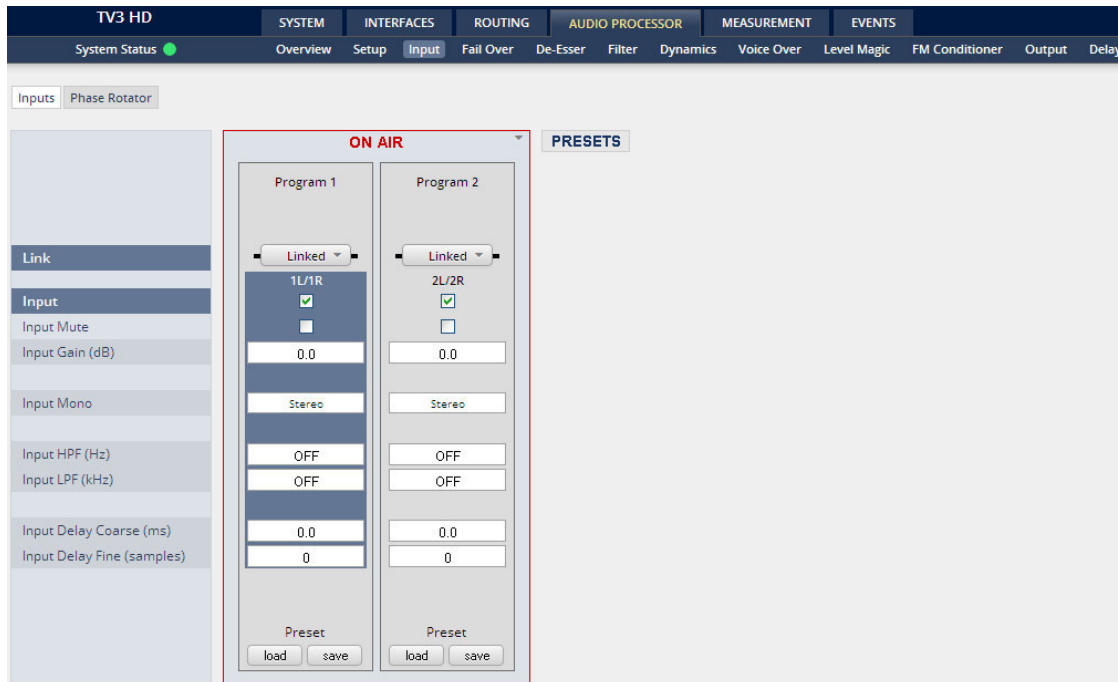 TV3 HD SYSTEM INTERFACES ROUTING AUDIO PROCESSOR MEASUREMENT EVENTS
System Status Overview Setup Input Fail Over De-Esser Filter Dynamics Voice Over Level Magic FM Conditioner Output Delay
Inputs Phase Rotator
ON AIR PRESETS
Program 1 Program 2
Link Linked Linked
1L/1R 2L/2R
Input
Input Mute
Input Gain (dB) 0.0 0.0
Input Mono Stereo Stereo
Input HPF (Hz) OFF OFF
Input LPF (kHz) OFF OFF
Input Delay Coarse (ms) 0.0 0.0
Input Delay Fine (samples) 0 0
Preset Preset
load save load save